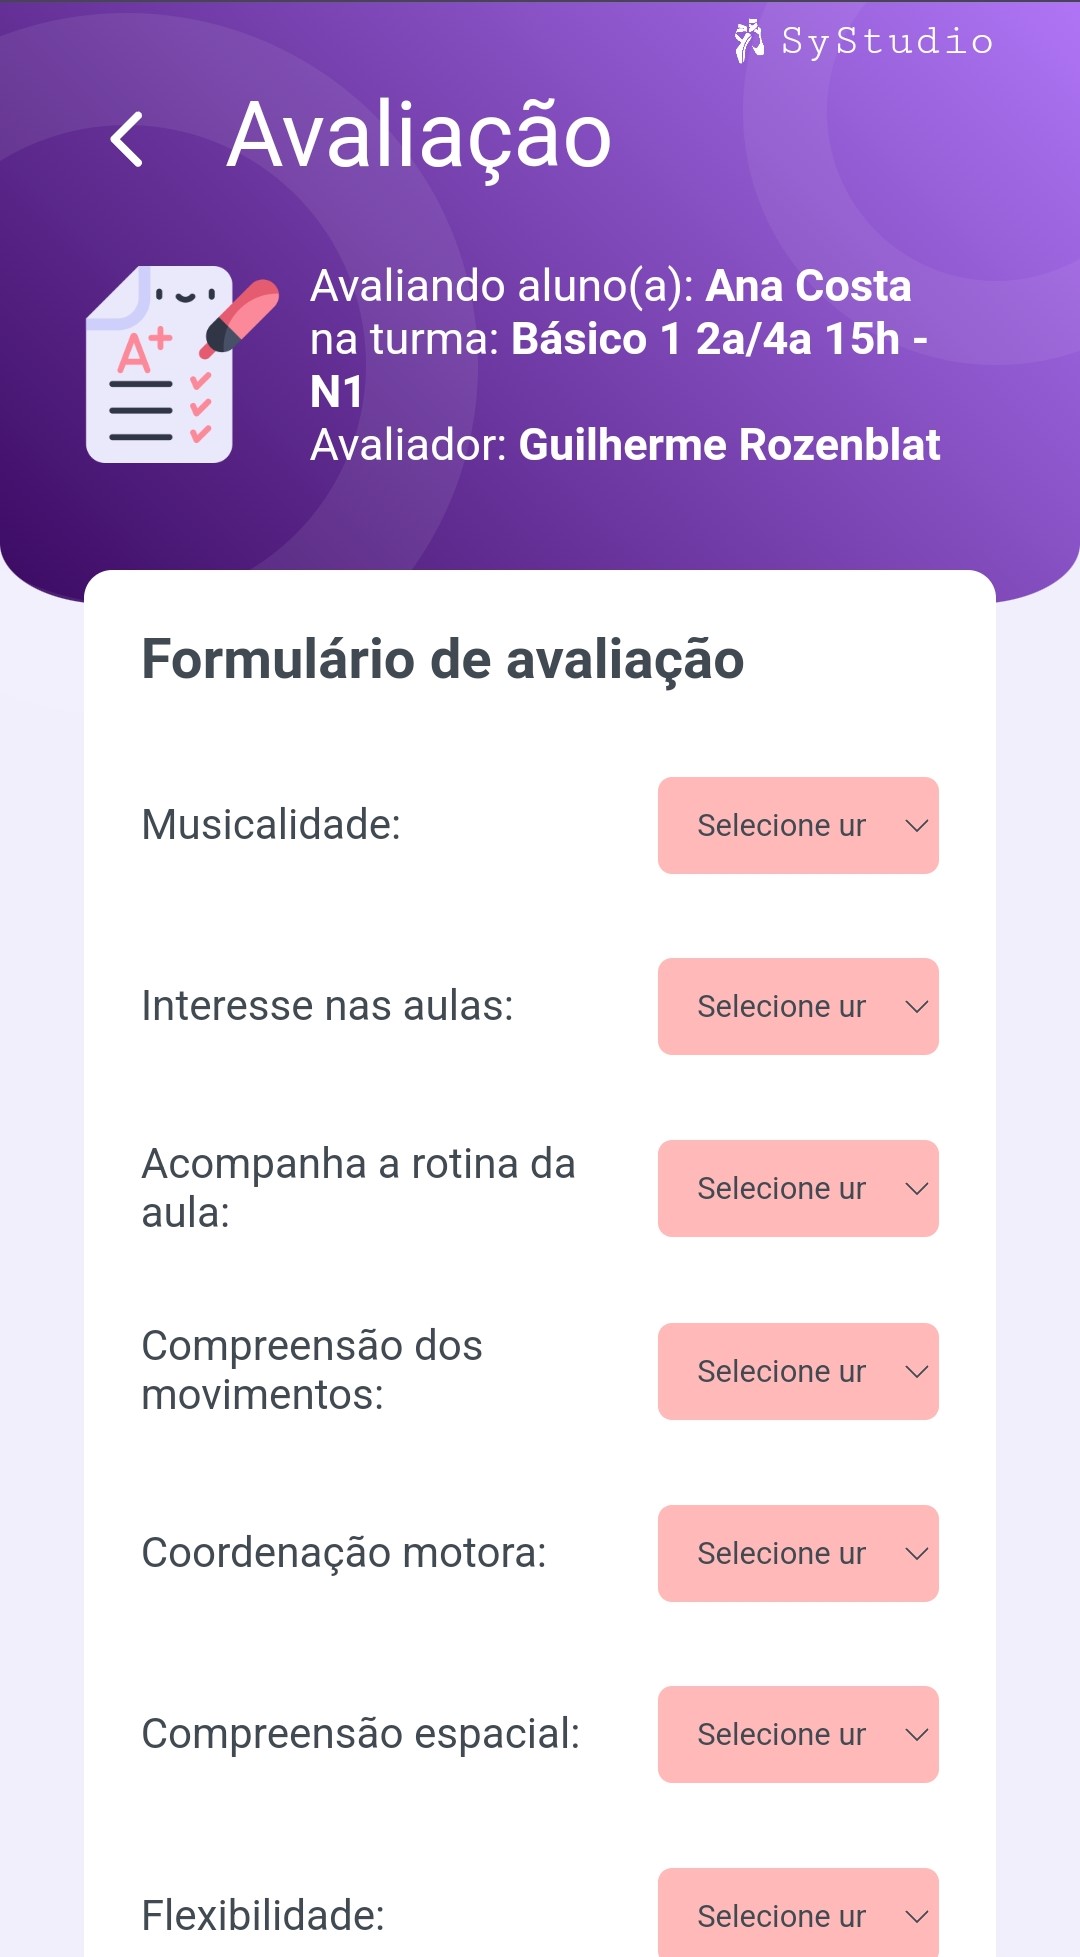 SyStudio
Avaliação
Avaliando aluno(a): Ana Costa
na turma: Básico 1 2a/4a 15h -
N1
Avaliador: Guilherme Rozenblat
A+
Formulário de avaliação
Musicalidade:
Selecione ur
Interesse nas aulas:
Selecione ur
Acompanha a rotina da
aula:
Selecione ur
Compreensão dos
movimentos:
Selecione ur
Coordenação motora:
Selecione ur
Compreensão espacial:
Selecione ur
Flexibilidade:
Selecione ur